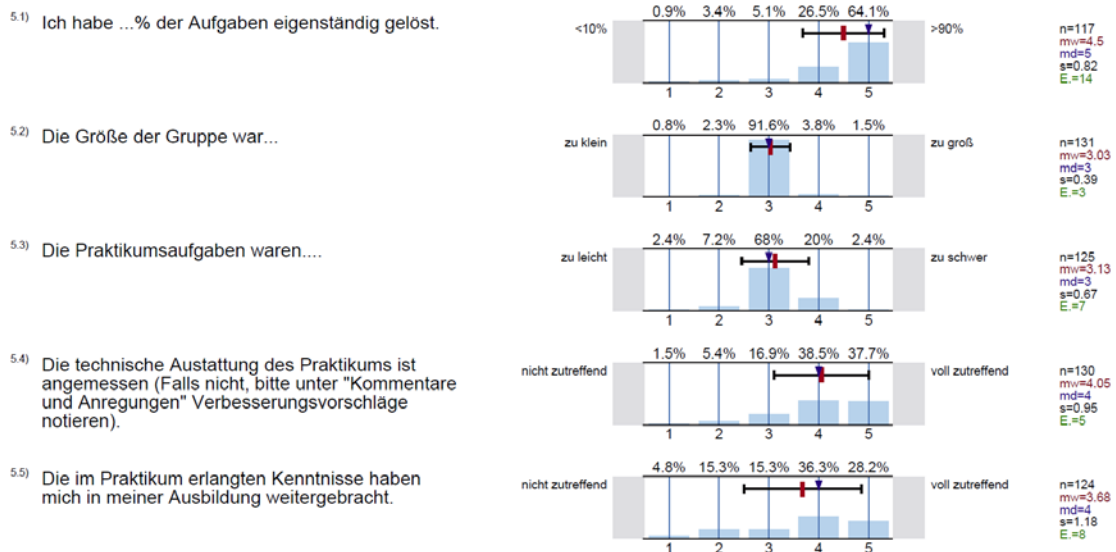 5.1) Ich habe ...% der Aufgaben eigenständig gelöst.
<10%
0.9% 3.4% 5.1% 26.5% 64.1%
>90%
1 2 3 4 5
n=117
mw=4.5
md=5
s=0.82
E.=14
5.2) Die Größe der Gruppe war...
zu klein
0.8% 2.3% 91.6% 3.8% 1.5%
zu groß
1 2 3 4 5
n=131
mw=3.03
md=3
s=0.39
E.=3
5.3) Die Praktikumsaufgaben waren....
zu leicht
2.4% 7.2% 68% 20% 2.4%
zu schwer
1 2 3 4 5
n=125
mw=3.13
md=3
s=0.67
E.=7
5.4) Die technische Austattung des Praktikums ist
angemessen (Falls nicht, bitte unter "Kommentare
und Anregungen" Verbesserungsvorschläge
notieren).
nicht zutreffend
1.5% 5.4% 16.9% 38.5% 37.7%
voll zutreffend
1 2 3 4 5
n=130
mw=4.05
md=4
s=0.95
E.=5
5.5) Die im Praktikum erlangten Kenntnisse haben
mich in meiner Ausbildung weitergebracht.
nicht zutreffend
4.8% 15.3% 15.3% 36.3% 28.2%
voll zutreffend
1 2 3 4 5
n=124
mw=3.68
md=4
s=1.18
E.=8